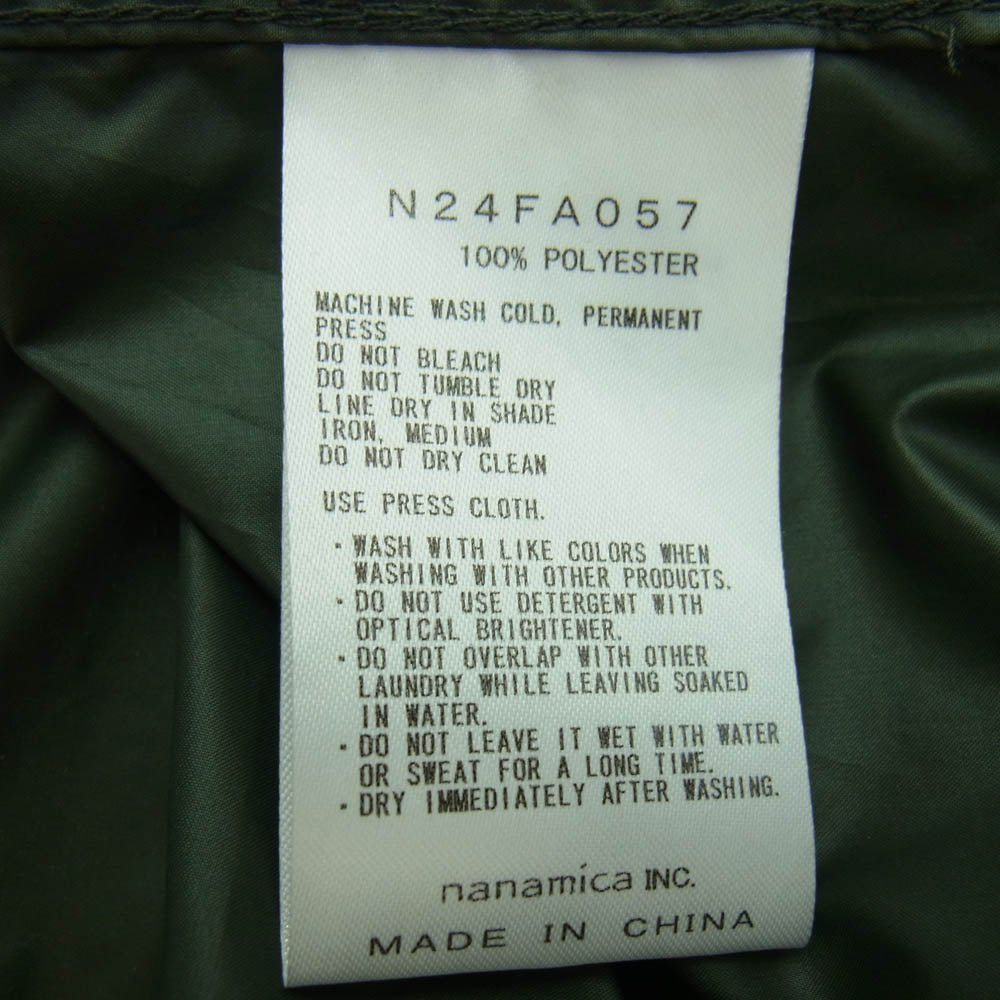 N24FA057
100% POLYESTER
MACHINE WASH COLD, PERMANENT
PRESS
DO NOT BLEACH
DO NOT TUMBLE DRY
LINE DRY IN SHADE
IRON, MEDIUM
DO NOT DRY CLEAN
USE PRESS CLOTH.
・WASH WITH LIKE COLORS WHEN
WASHING WITH OTHER PRODUCTS.
・DO NOT USE DETERGENT WITH
OPTICAL BRIGHTENER.
・DO NOT OVERLAP WITH OTHER
LAUNDRY WHILE LEAVING SOAKED
IN WATER.
・DO NOT LEAVE IT WET WITH WATER
OR SWEAT FOR A LONG TIME.
・DRY IMMEDIATELY AFTER WASHING.
nanamica INC.
MADE IN CHINA